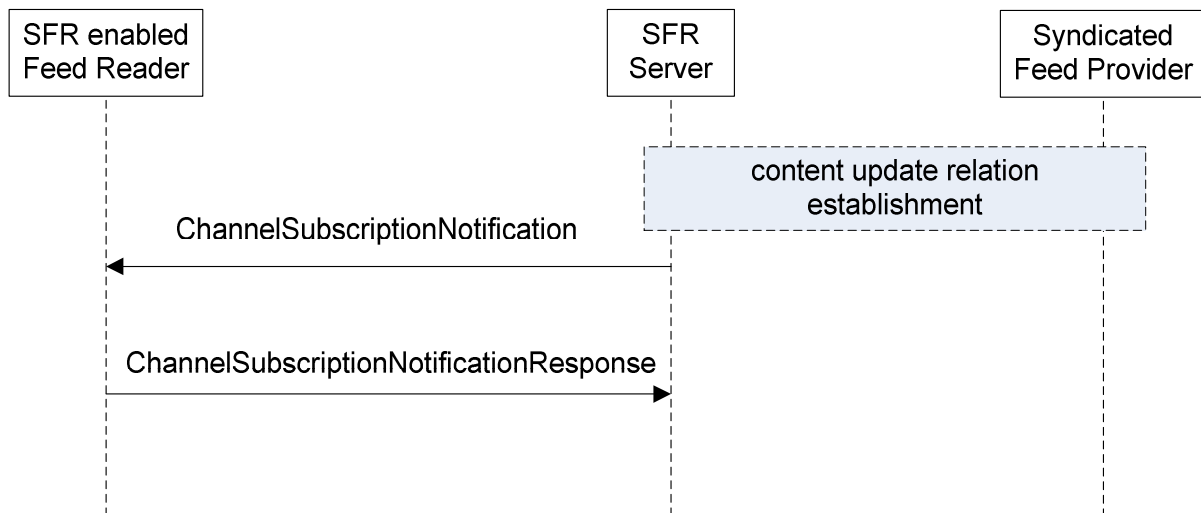 SFR enabled
Feed Reader
SFR
Server
Syndicated
Feed Provider
content update relation
establishment
ChannelSubscriptionNotification
ChannelSubscriptionNotificationResponse